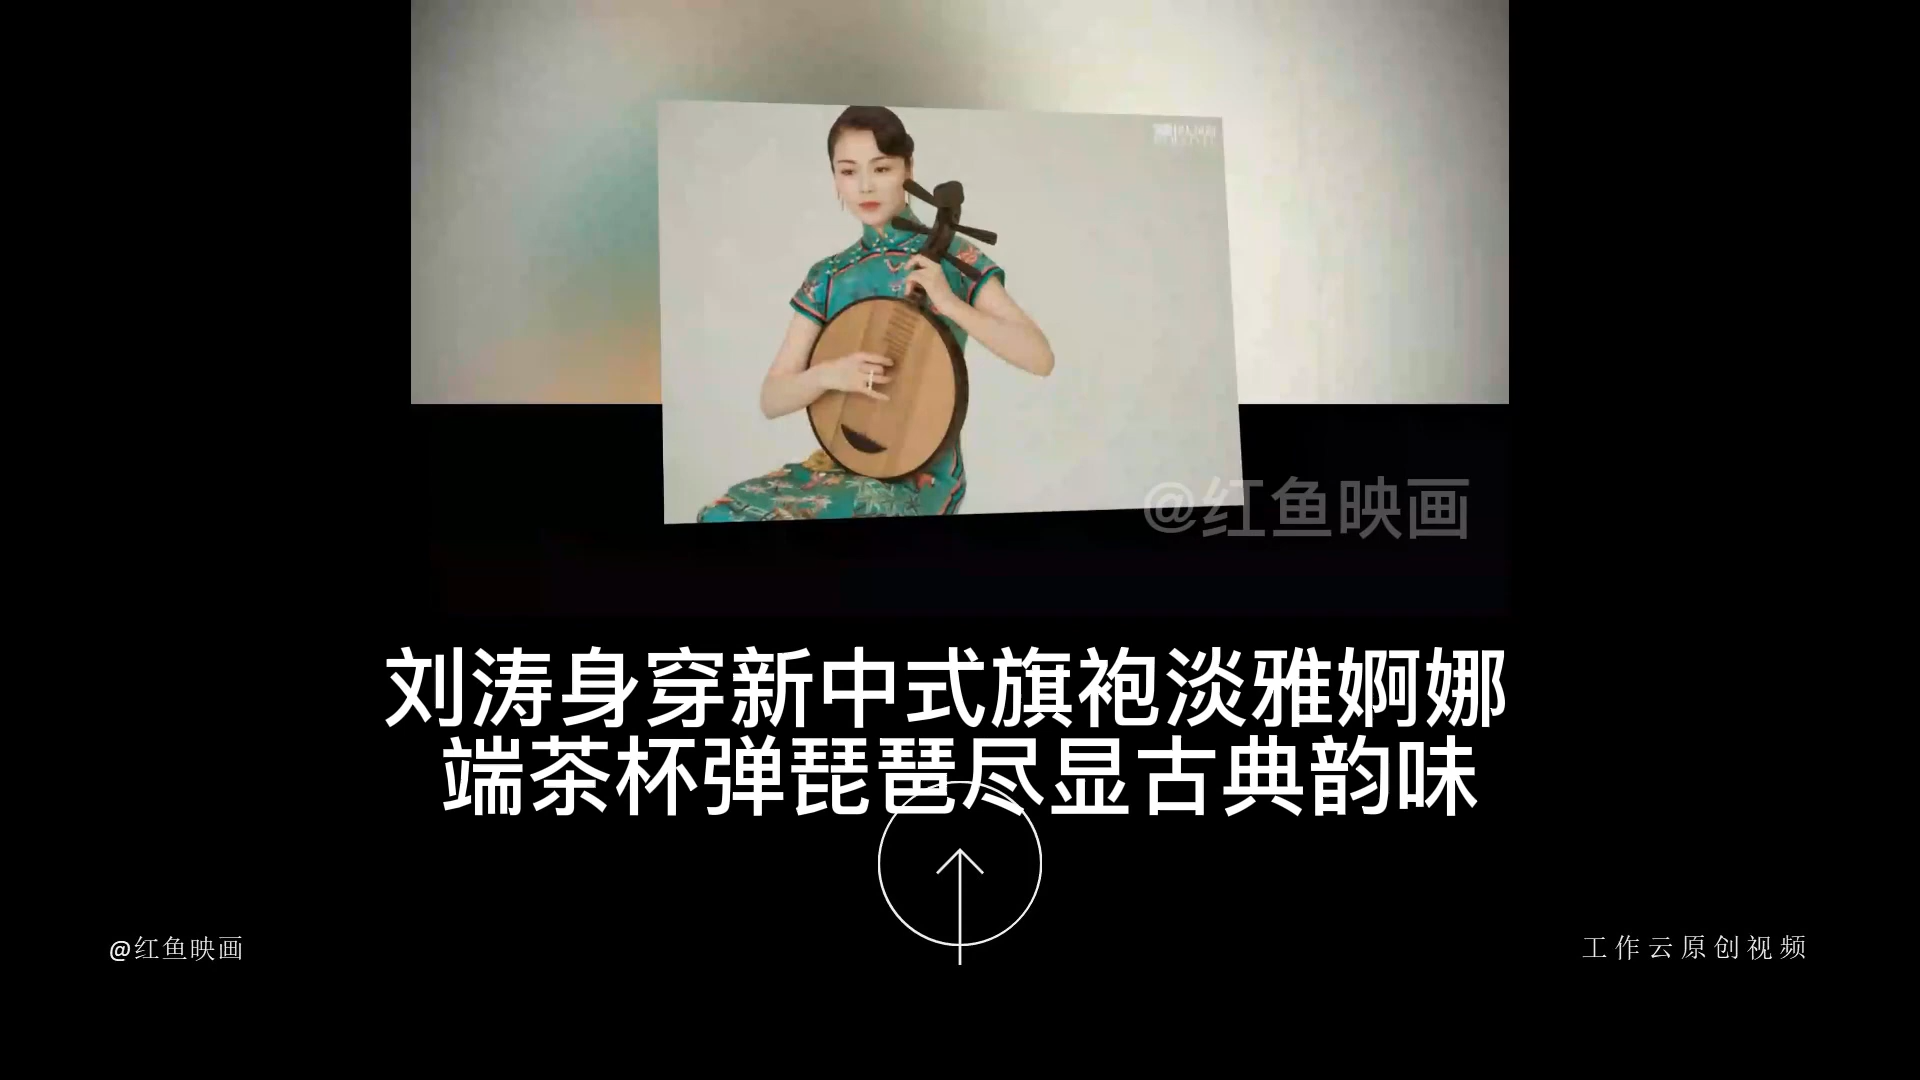 @红鱼映画
刘涛身穿新中式旗袍淡雅婀娜
端茶杯弹琵琶尽显古典韵味
@红鱼映画
工作云原创视频